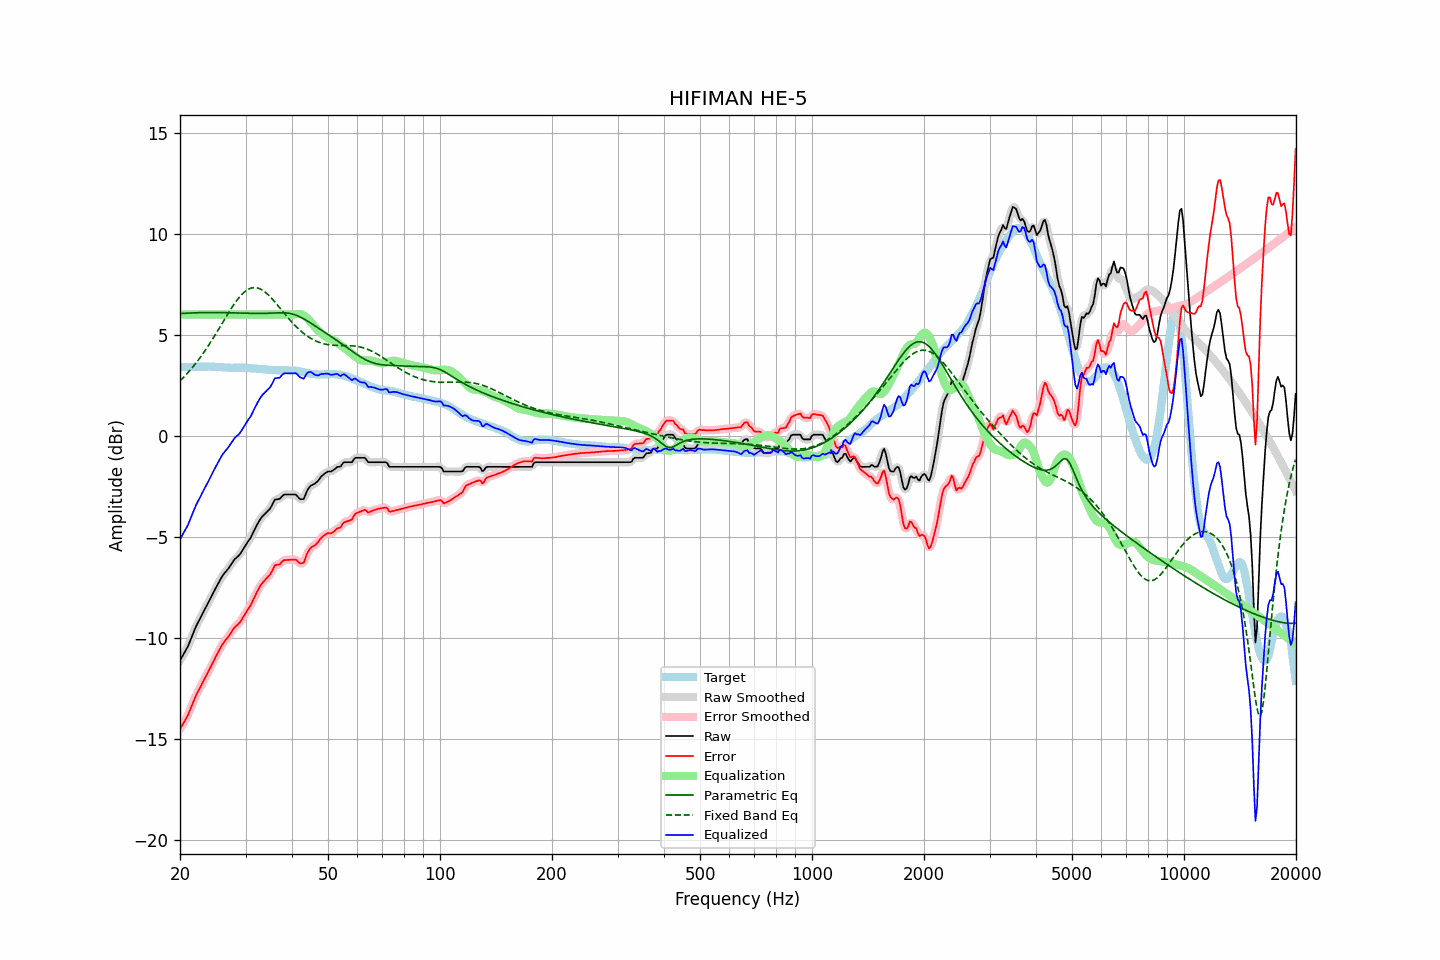 HIFIMAN HE-5
Amplitude (dBr)
15
10
5
0
−5
−10
−15
−20
20
50
100
200
500
1000
2000
5000
10000
20000
Frequency (Hz)
Target
Raw Smoothed
Error Smoothed
Raw
Error
Equalization
Parametric Eq
Fixed Band Eq
Equalized